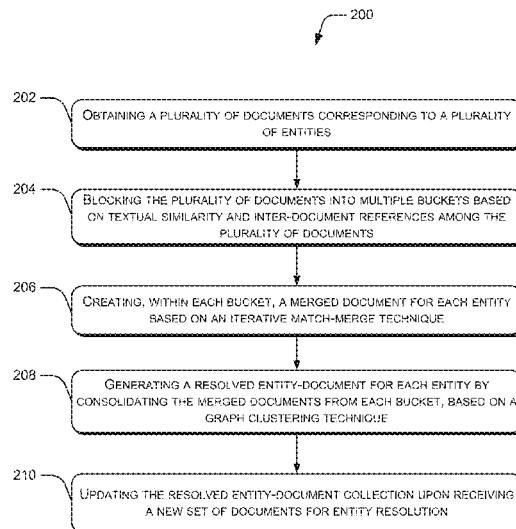 200
202
OBTAINING A PLURALITY OF DOCUMENTS CORRESPONDING TO A PLURALITY
OF ENTITIES
204
BLOCKING THE PLURALITY OF DOCUMENTS INTO MULTIPLE BUCKETS BASED
ON TEXTUAL SIMILARITY AND INTER-DOCUMENT REFERENCES AMONG THE
PLURALITY OF DOCUMENTS
206
CREATING, WITHIN EACH BUCKET, A MERGED DOCUMENT FOR EACH ENTITY
BASED ON AN ITERATIVE MATCH-MERGE TECHNIQUE
208
GENERATING A RESOLVED ENTITY-DOCUMENT FOR EACH ENTITY BY
CONSOLIDATING THE MERGED DOCUMENTS FROM EACH BUCKET, BASED ON A
GRAPH CLUSTERING TECHNIQUE
210
UPDATING THE RESOLVED ENTITY-DOCUMENT COLLECTION UPON RECEIVING
A NEW SET OF DOCUMENTS FOR ENTITY RESOLUTION